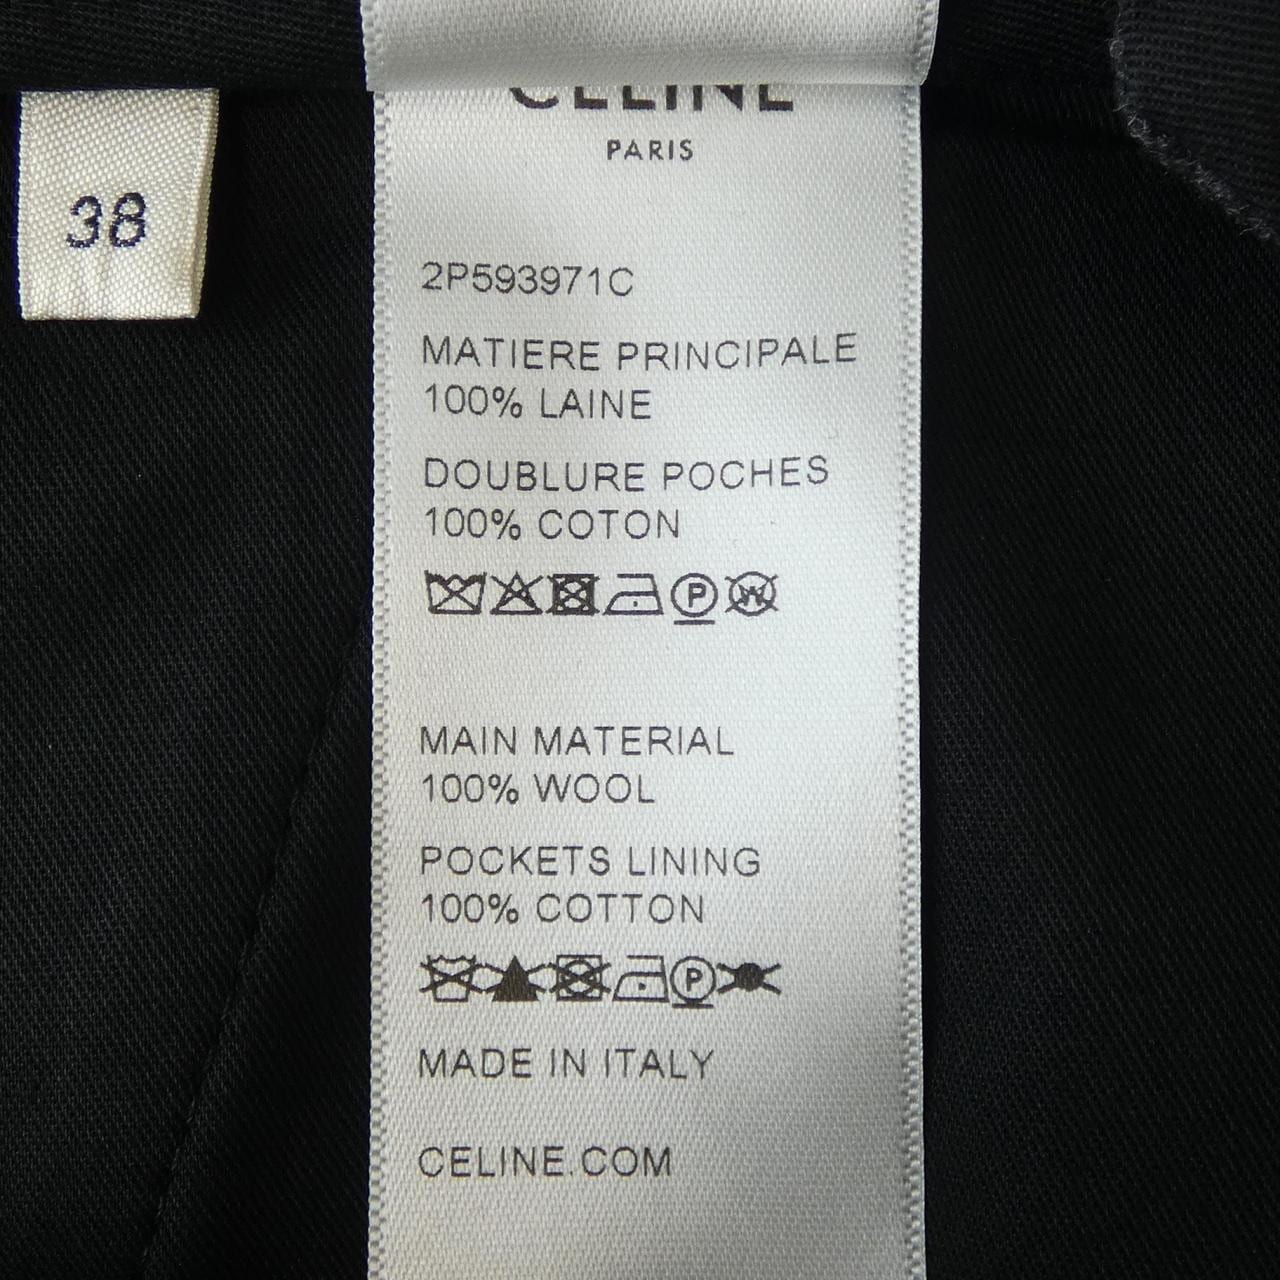 CELINE
PARIS
38
2P593971C
MATIERE PRINCIPALE
100% LAINE
DOUBLURE POCHES
100% COTON
P W
MAIN MATERIAL
100% WOOL
POCKETS LINING
100% COTTON
P
MADE IN ITALY
CELINE.COM